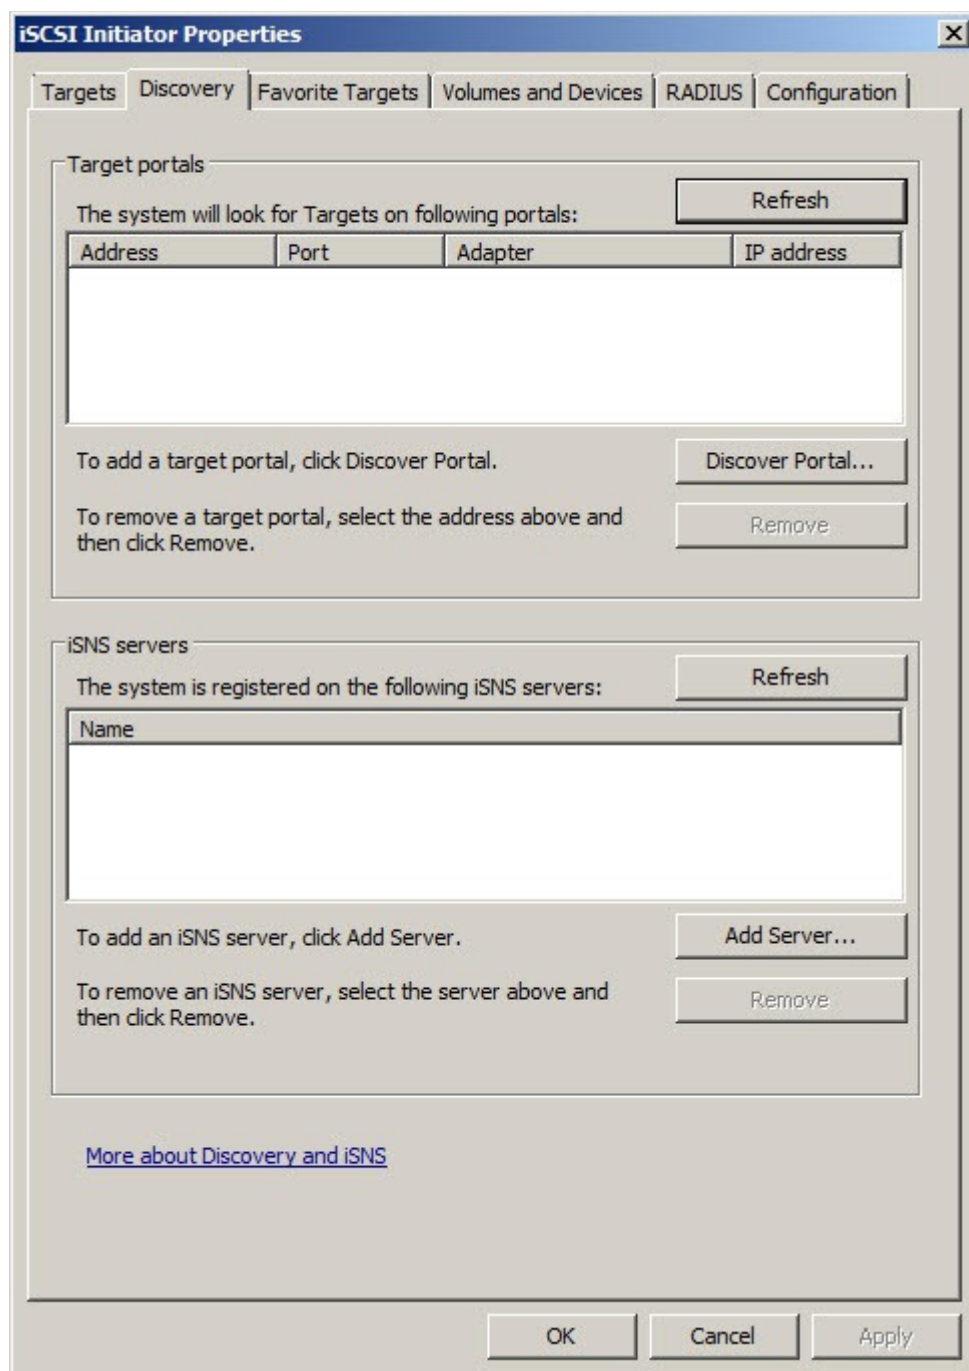 iSCSI Initiator Properties
Targets Discovery Favorite Targets Volumes and Devices RADIUS Configuration
Target portals
Refresh
The system will look for Targets on following portals:
Address Port Adapter IP address
To add a target portal, click Discover Portal.
Discover Portal...
To remove a target portal, select the address above and
then click Remove.
Remove
iSNS servers
Refresh
The system is registered on the following iSNS servers:
Name
To add an iSNS server, click Add Server.
Add Server...
To remove an iSNS server, select the server above and
then click Remove.
Remove
More about Discovery and iSNS
OK Cancel Apply